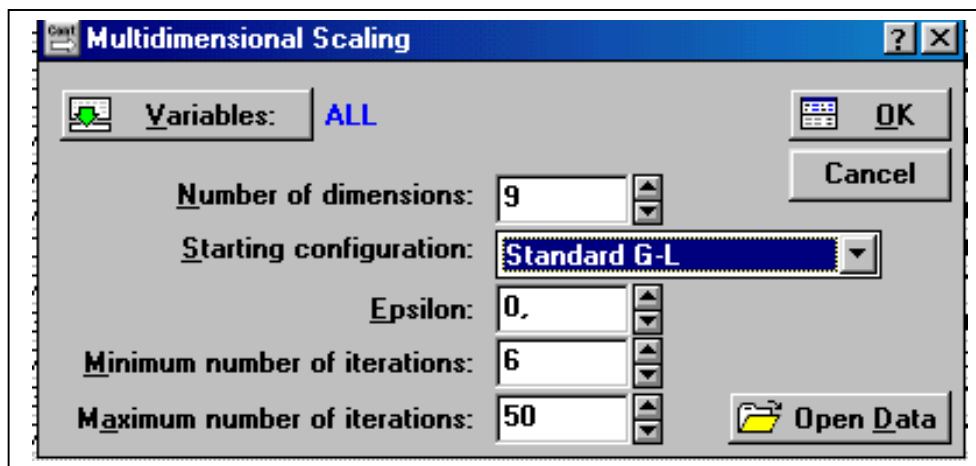 Cont
Multidimensional Scaling
? X
Variables: ALL
OK
Cancel
Number of dimensions: 9
Starting configuration: Standard G-L
Epsilon: 0,
Minimum number of iterations: 6
Maximum number of iterations: 50
Open Data